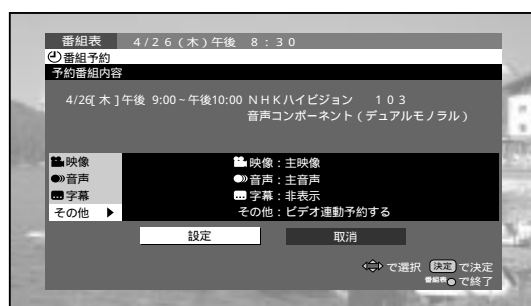 番組表 4/26(木)午後 8:30
番組予約
予約番組内容
4/26[木]午後 9:00~午後10:00 NHKハイビジョン 103
音声コンポーネント(デュアルモノラル)
映像 映像:主映像
音声 音声:主音声
字幕 字幕:非表示
その他 ▶ その他:ビデオ連動予約する
設定 取消
で選択 決定 で決定
番組表 で終了